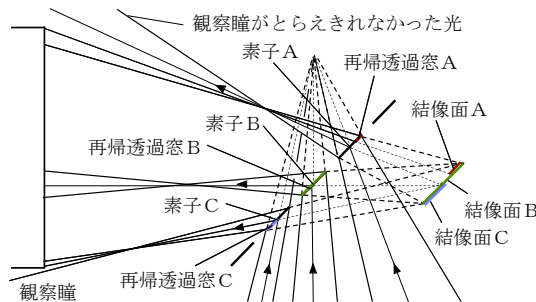 観察瞳がとらえきれなかった光
素子A
再帰透過窓A
素子B
結像面A
再帰透過窓B
素子C
結像面B
結像面C
再帰透過窓C
観察瞳